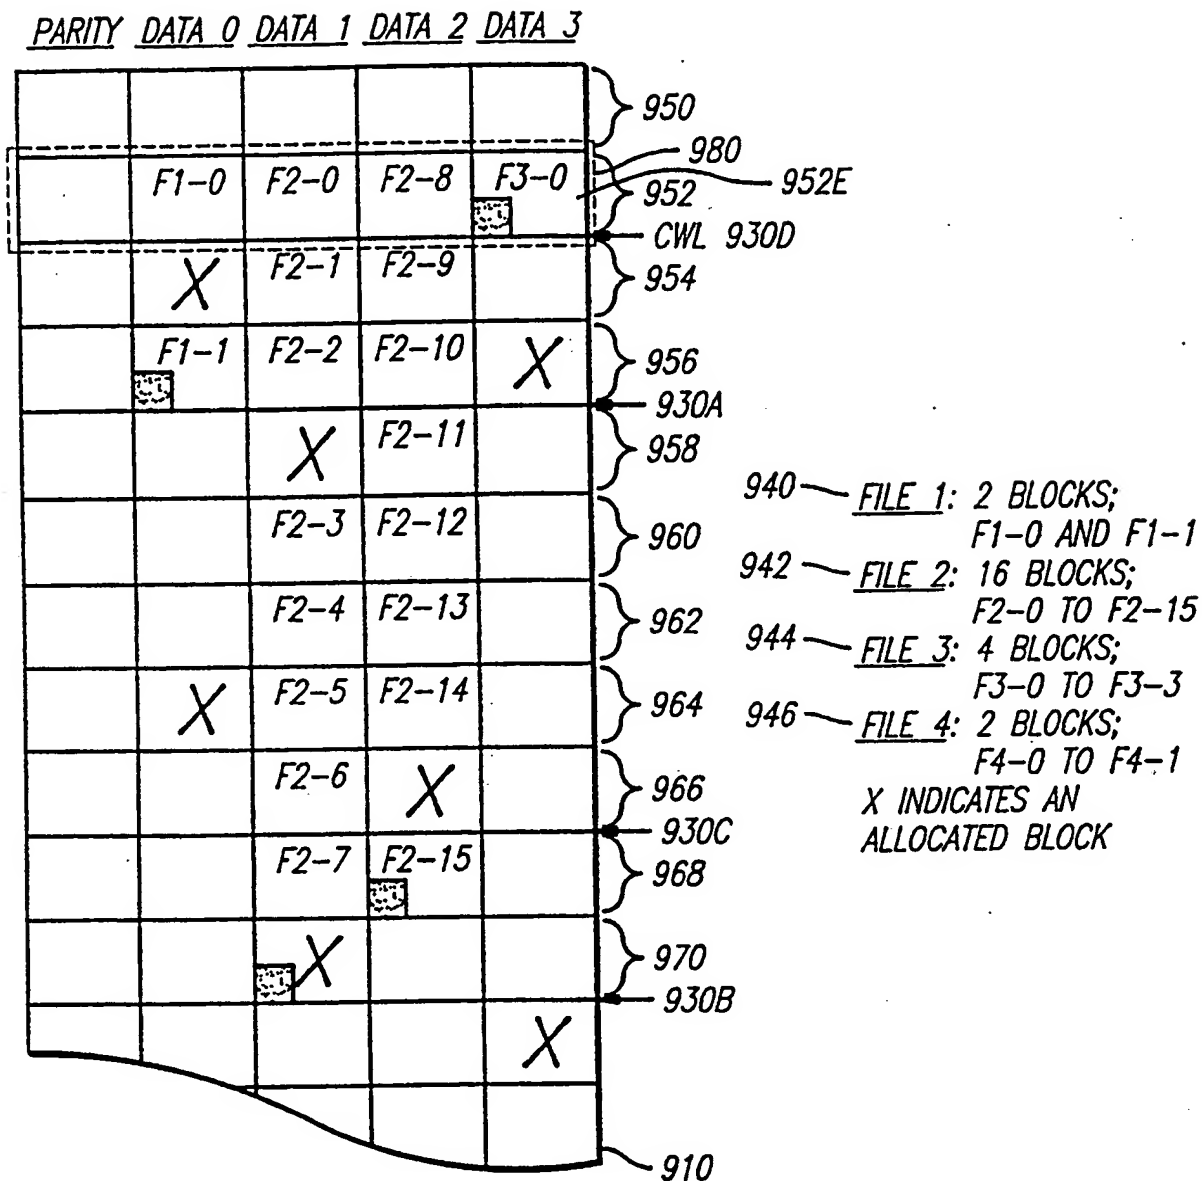 PARITY DATA 0 DATA 1 DATA 2 DATA 3
950
980
F1-0 F2-0 F2-8 F3-0 952 952E
CWL 930D
X F2-1 F2-9 954
F1-1 F2-2 F2-10 X 956
930A
X F2-11 958
F2-3 F2-12 960
F2-4 F2-13 962
X F2-5 F2-14 964
F2-6 X 966
930C
F2-7 F2-15 968
X 970
930B
X
910
940 FILE 1: 2 BLOCKS;
F1-0 AND F1-1
942 FILE 2: 16 BLOCKS;
F2-0 TO F2-15
944 FILE 3: 4 BLOCKS;
F3-0 TO F3-3
946 FILE 4: 2 BLOCKS;
F4-0 TO F4-1
X INDICATES AN
ALLOCATED BLOCK